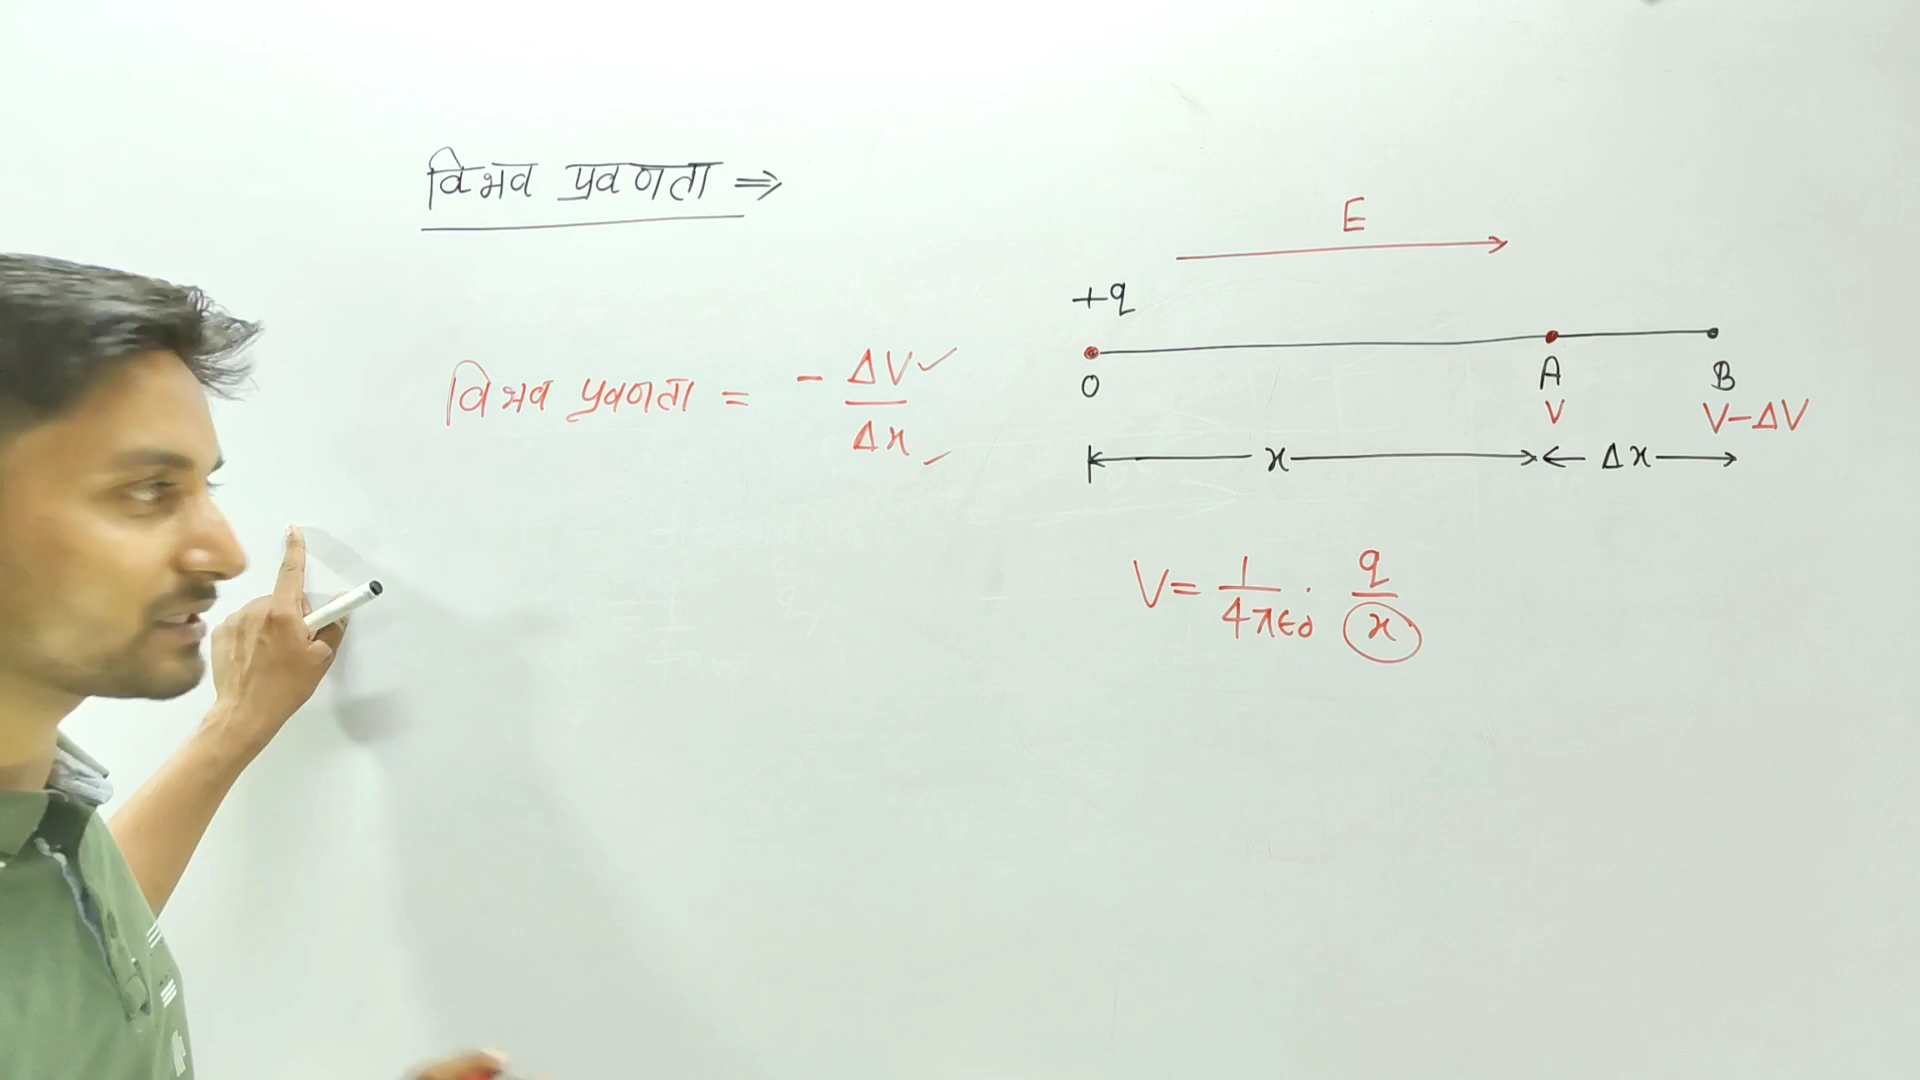 विभव प्रवणता ⇒
विभव प्रवणता = - ΔV / Δx
E
+q
O A B
V V-ΔV
x Δx
V = 1/4πε0 · q/x